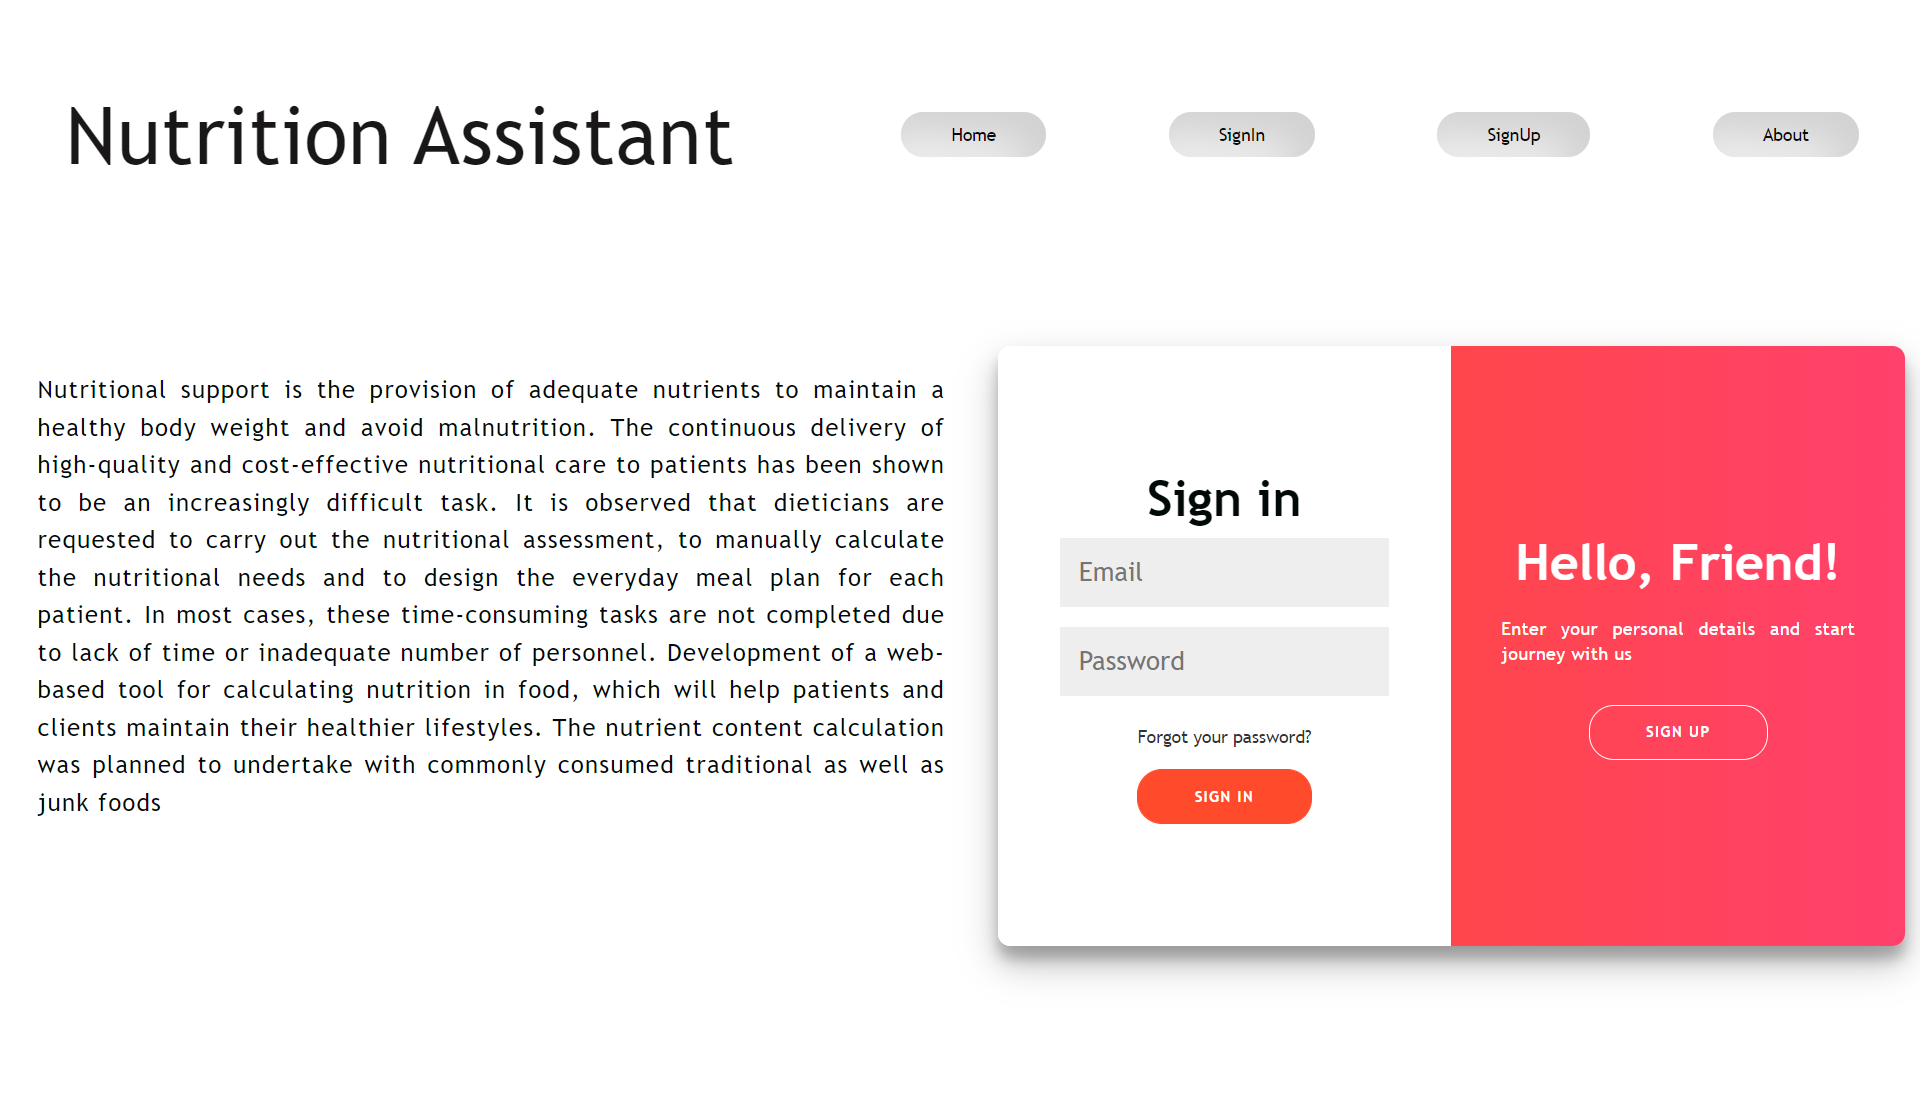 Nutrition Assistant
Home
SignIn
SignUp
About
Nutritional support is the provision of adequate nutrients to maintain a
healthy body weight and avoid malnutrition. The continuous delivery of
high-quality and cost-effective nutritional care to patients has been shown
to be an increasingly difficult task. It is observed that dieticians are
requested to carry out the nutritional assessment, to manually calculate
the nutritional needs and to design the everyday meal plan for each
patient. In most cases, these time-consuming tasks are not completed due
to lack of time or inadequate number of personnel. Development of a web-
based tool for calculating nutrition in food, which will help patients and
clients maintain their healthier lifestyles. The nutrient content calculation
was planned to undertake with commonly consumed traditional as well as
junk foods
Sign in
Email
Password
Forgot your password?
SIGN IN
Hello, Friend!
Enter your personal details and start
journey with us
SIGN UP